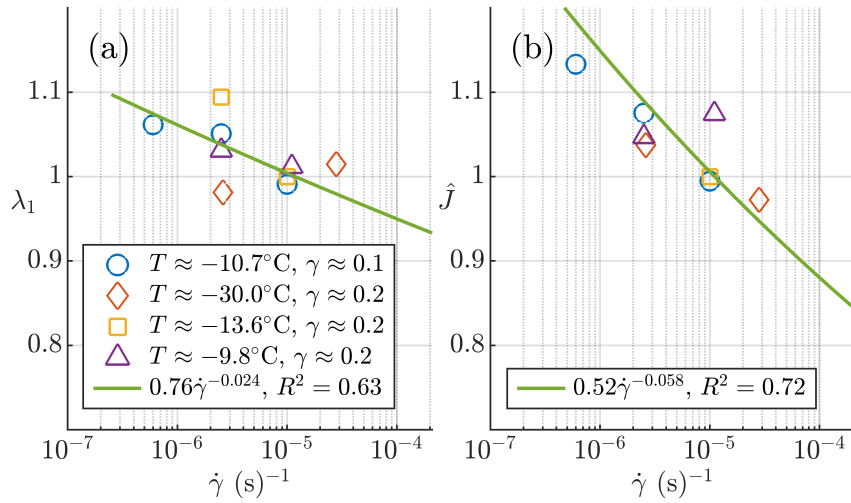 (a)
λ₁
1.1
1
0.9
0.8
T ≈ −10.7°C, γ ≈ 0.1
T ≈ −30.0°C, γ ≈ 0.2
T ≈ −13.6°C, γ ≈ 0.2
T ≈ −9.8°C, γ ≈ 0.2
0.76γ̇⁻⁰·⁰²⁴, R² = 0.63
10⁻⁷ 10⁻⁶ 10⁻⁵ 10⁻⁴
γ̇ (s)⁻¹
(b)
Ĵ
1.1
1
0.9
0.8
0.52γ̇⁻⁰·⁰⁵⁸, R² = 0.72
10⁻⁷ 10⁻⁶ 10⁻⁵ 10⁻⁴
γ̇ (s)⁻¹